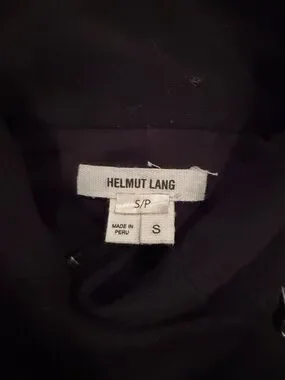 HELMUT LANG
S/P
MADE IN
PERU
S